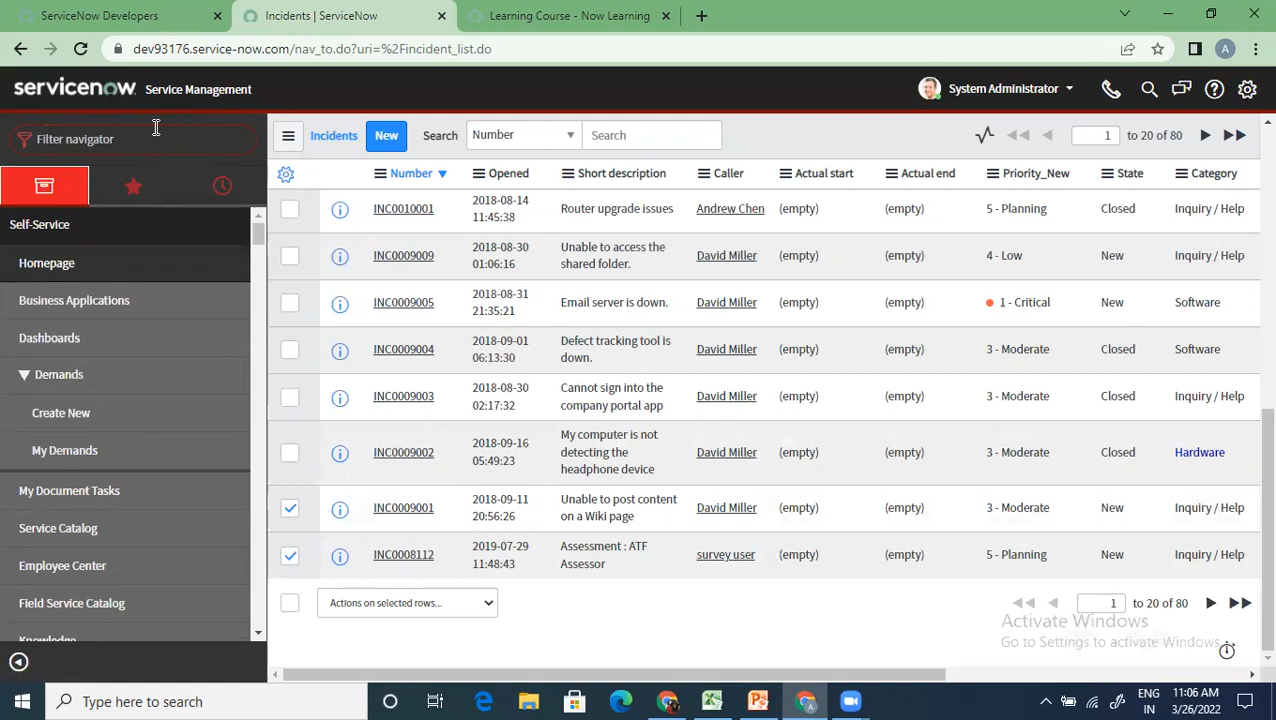 ServiceNow Developers
Incidents | ServiceNow
Learning Course - Now Learning
dev93176.service-now.com/nav_to.do?uri=%2Fincident_list.do
A
servicenow Service Management
System Administrator
Filter navigator
Incidents New Search Number Search 1 to 20 of 80
Number Opened Short description Caller Actual start Actual end Priority_New State Category
Self-Service
Homepage
Business Applications
Dashboards
Demands
Create New
My Demands
My Document Tasks
Service Catalog
Employee Center
Field Service Catalog
Knowledge
INC0010001 2018-08-14 11:45:38 Router upgrade issues Andrew Chen (empty) (empty) 5 - Planning Closed Inquiry / Help
INC0009009 2018-08-30 01:06:16 Unable to access the shared folder. David Miller (empty) (empty) 4 - Low New Inquiry / Help
INC0009005 2018-08-31 21:35:21 Email server is down. David Miller (empty) (empty) 1 - Critical New Software
INC0009004 2018-09-01 06:13:30 Defect tracking tool is down. David Miller (empty) (empty) 3 - Moderate Closed Software
INC0009003 2018-08-30 02:17:32 Cannot sign into the company portal app David Miller (empty) (empty) 3 - Moderate Closed Inquiry / Help
INC0009002 2018-09-16 05:49:23 My computer is not detecting the headphone device David Miller (empty) (empty) 3 - Moderate Closed Hardware
INC0009001 2018-09-11 20:56:26 Unable to post content on a Wiki page David Miller (empty) (empty) 3 - Moderate New Inquiry / Help
INC0008112 2019-07-29 11:48:43 Assessment : ATF Assessor survey user (empty) (empty) 5 - Planning New Inquiry / Help
Actions on selected rows... 1 to 20 of 80
Activate Windows
Go to Settings to activate Windows.
Type here to search
ENG
IN
11:06 AM
3/26/2022